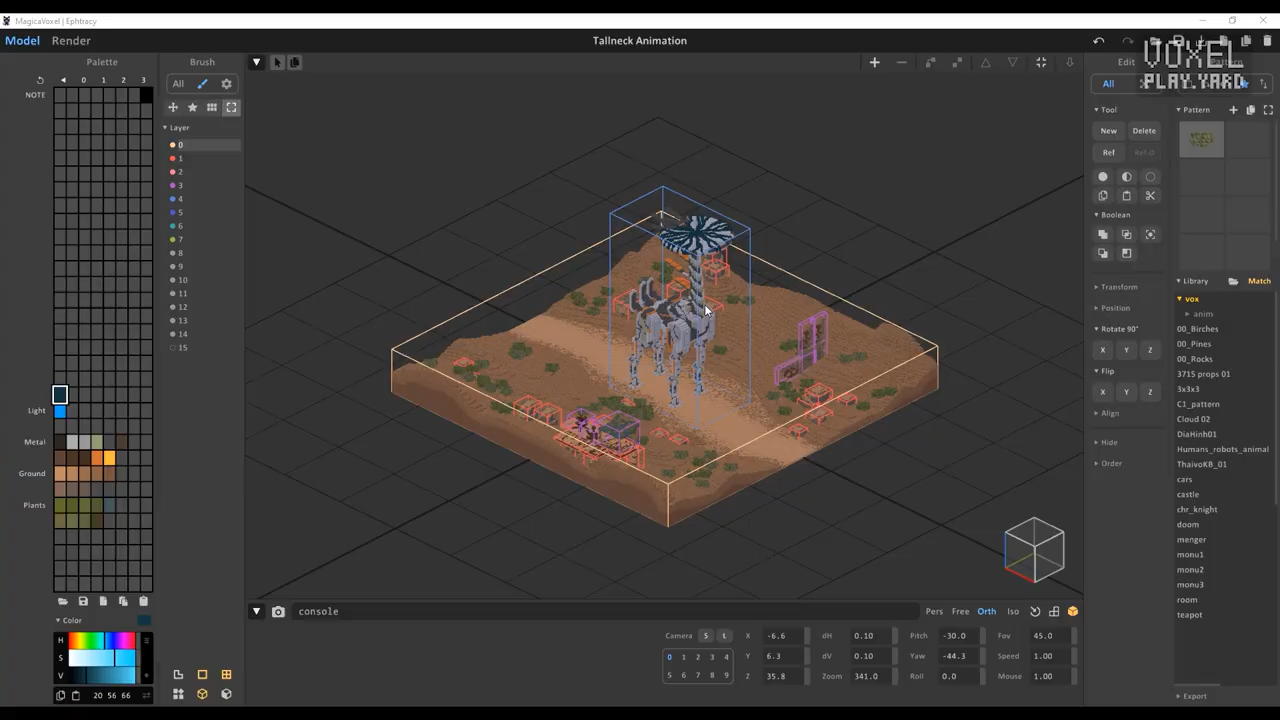 MagicaVoxel | Ephtracy
Model Render
Tallneck Animation
VOXEL
PLAY.YARD
Palette
0 1 2 3
NOTE
Light
Metal
Ground
Plants
Color
H
S
V
20 56 66
Brush
All
Layer
0
1
2
3
4
5
6
7
8
9
10
11
12
13
14
15
console
Pers Free Orth Iso
Camera S L
0 1 2 3 4
5 6 7 8 9
X -6.6 dH 0.10 Pitch -30.0 Fov 45.0
Y 6.3 dV 0.10 Yaw -44.3 Speed 1.00
Z 35.8 Zoom 341.0 Roll 0.0 Mouse 1.00
Edit
All
Tool
New Delete
Ref Ref-D
Boolean
Transform
Position
Rotate 90°
X Y Z
Flip
X Y Z
Align
Hide
Order
Pattern
Pattern
Library Match
vox
anim
00_Birches
00_Pines
00_Rocks
3715 props 01
3x3x3
C1_pattern
Cloud 02
DiaHinh01
Humans_robots_animal
ThaivoKB_01
cars
castle
chr_knight
doom
menger
monu1
monu2
monu3
room
teapot
Export